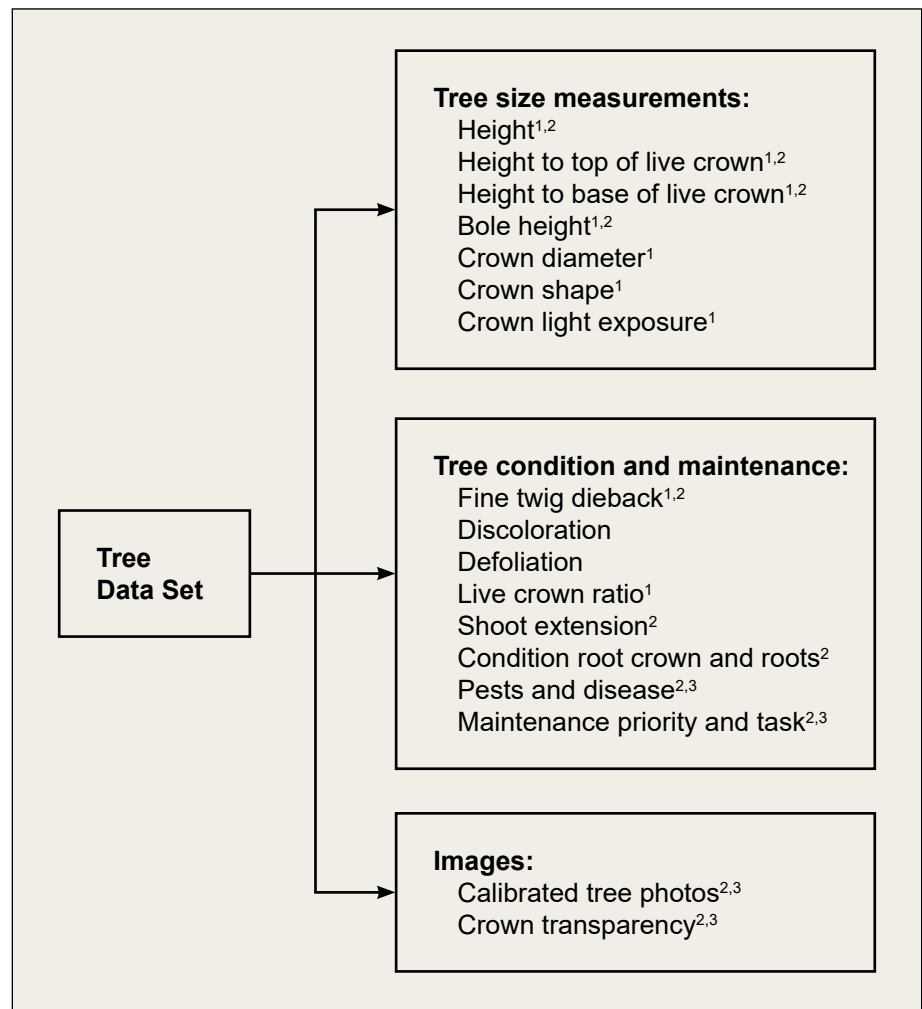 Tree
Data Set
Tree size measurements:
Height1,2
Height to top of live crown1,2
Height to base of live crown1,2
Bole height1,2
Crown diameter1
Crown shape1
Crown light exposure1
Tree condition and maintenance:
Fine twig dieback1,2
Discoloration
Defoliation
Live crown ratio1
Shoot extension2
Condition root crown and roots2
Pests and disease2,3
Maintenance priority and task2,3
Images:
Calibrated tree photos2,3
Crown transparency2,3